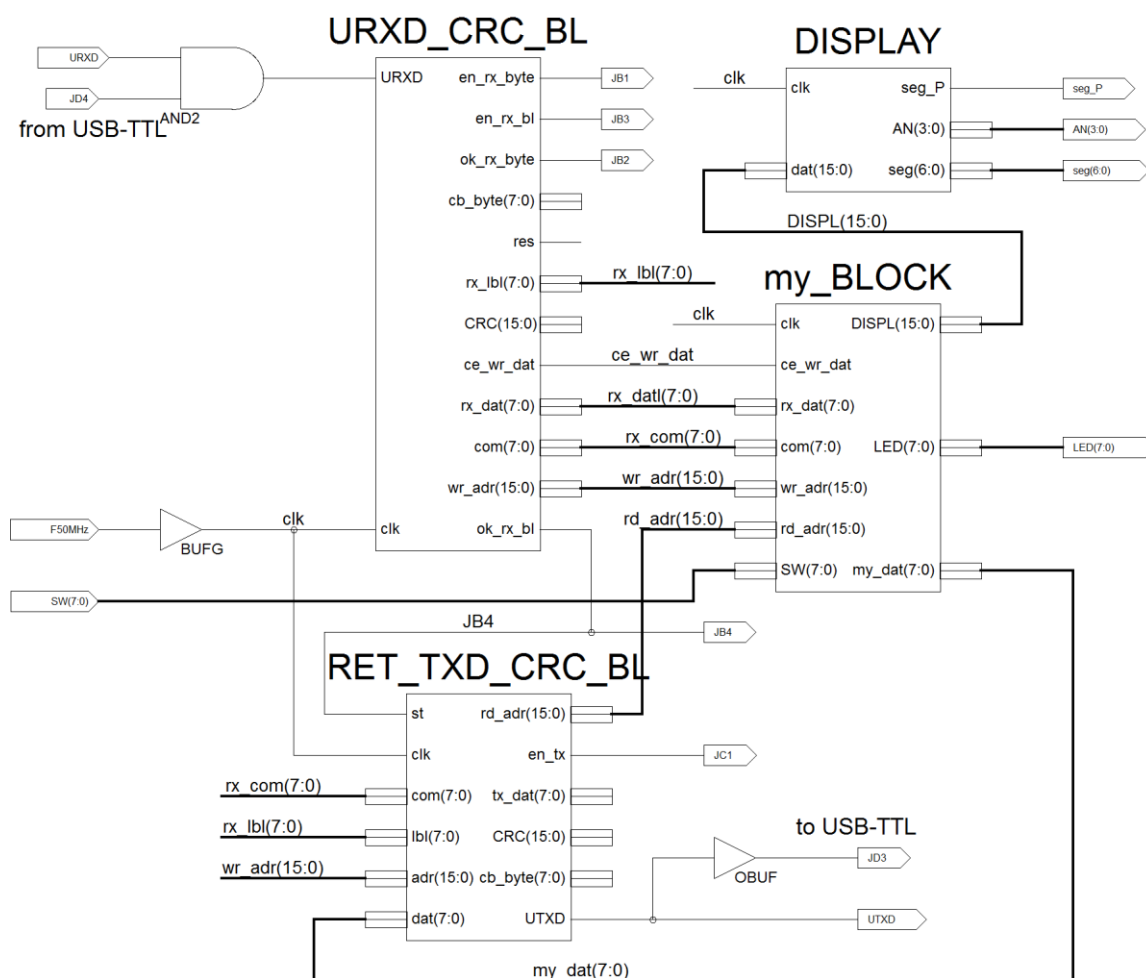 URXD_CRC_BL
DISPLAY
URXD
JD4
AND2
from USB-TTL
URXD
en_rx_byte
JB1
en_rx_bl
JB3
ok_rx_byte
JB2
cb_byte(7:0)
res
rx_lbl(7:0)
rx_lbl(7:0)
CRC(15:0)
ce_wr_dat
ce_wr_dat
rx_dat(7:0)
rx_datl(7:0)
com(7:0)
rx_com(7:0)
wr_adr(15:0)
wr_adr(15:0)
rd_adr(15:0)
clk
ok_rx_bl
clk
clk
seg_P
seg_P
AN(3:0)
AN(3:0)
dat(15:0)
seg(6:0)
seg(6:0)
DISPL(15:0)
my_BLOCK
clk
clk
DISPL(15:0)
ce_wr_dat
rx_dat(7:0)
com(7:0)
LED(7:0)
LED(7:0)
wr_adr(15:0)
rd_adr(15:0)
SW(7:0)
my_dat(7:0)
F50MHz
BUFG
clk
SW(7:0)
JB4
JB4
RET_TXD_CRC_BL
st
rd_adr(15:0)
clk
en_tx
JC1
rx_com(7:0)
com(7:0)
tx_dat(7:0)
rx_lbl(7:0)
lbl(7:0)
CRC(15:0)
wr_adr(15:0)
adr(15:0)
cb_byte(7:0)
dat(7:0)
UTXD
to USB-TTL
OBUF
JD3
UTXD
my_dat(7:0)